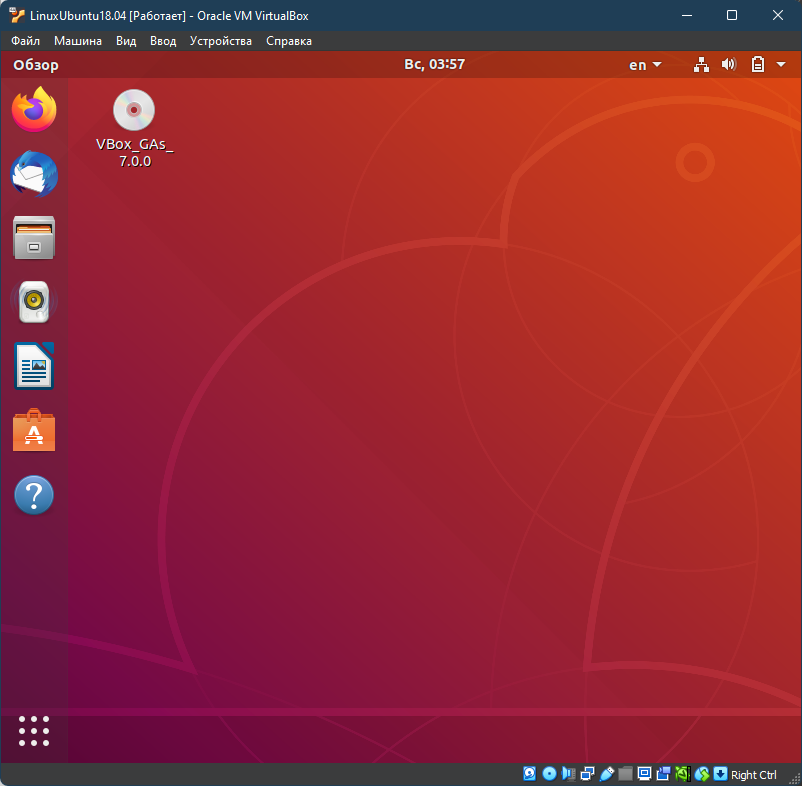 LinuxUbuntu18.04 [Работает] - Oracle VM VirtualBox
Файл Машина Вид Ввод Устройства Справка
Обзор Вс, 03:57 en
VBox_GAs_
7.0.0
Right Ctrl